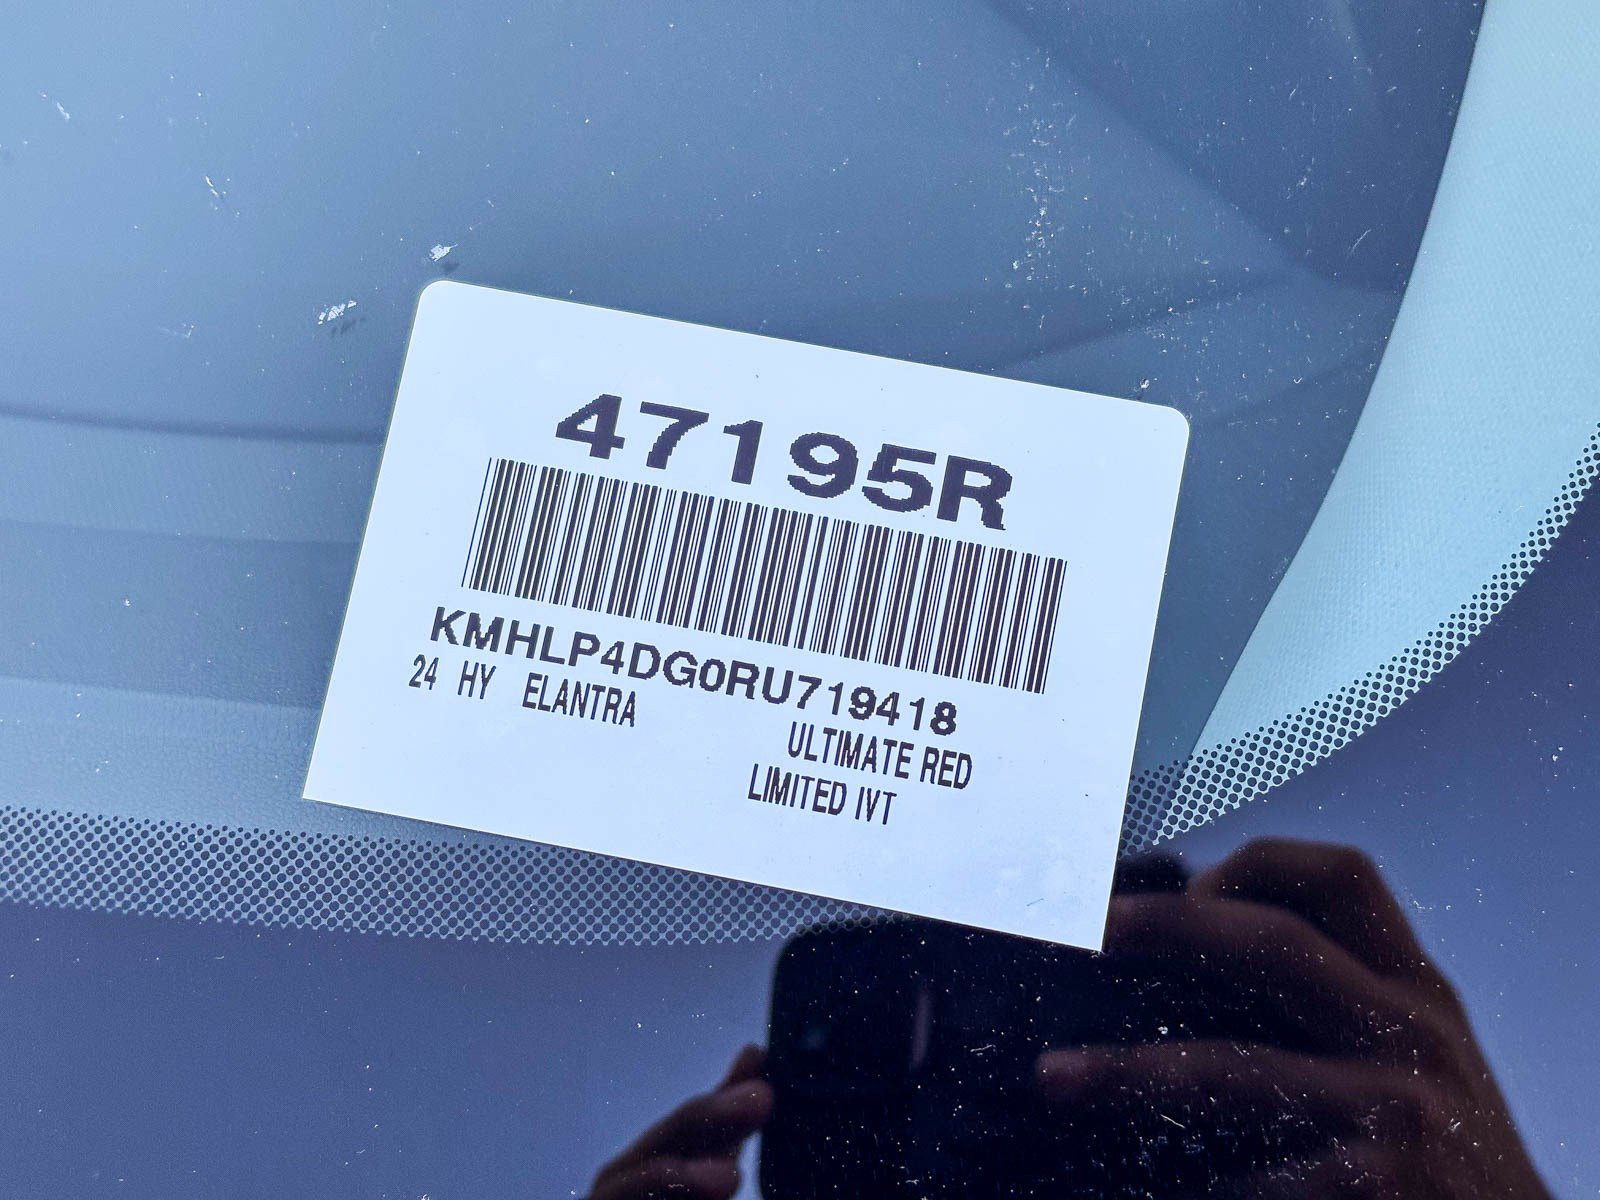 47195R
KMHLP4DG0RU719418
24 HY ELANTRA
ULTIMATE RED
LIMITED IVT